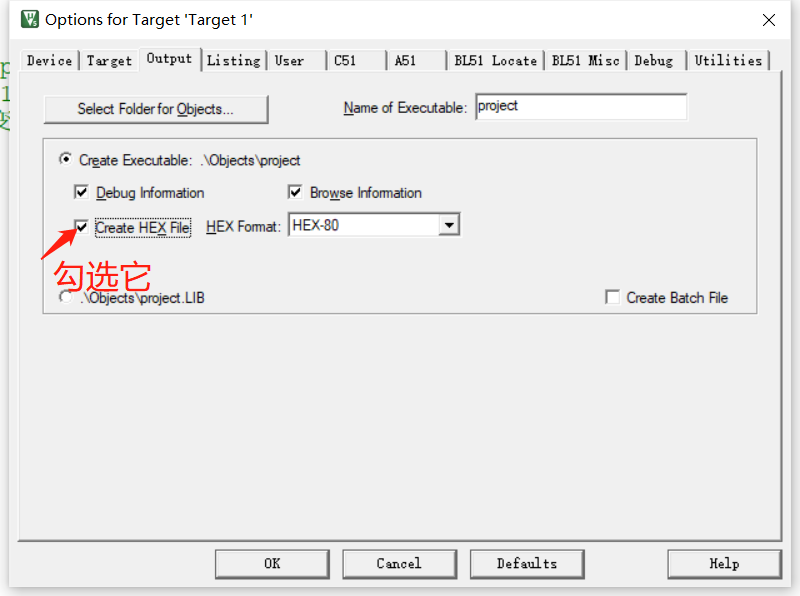 Options for Target 'Target 1'
Device Target Output Listing User C51 A51 BL51 Locate BL51 Misc Debug Utilities
Select Folder for Objects... Name of Executable: project
Create Executable: .\Objects\project
Debug Information Browse Information
Create HEX File HEX Format: HEX-80
勾选它
.\Objects\project.LIB Create Batch File
OK Cancel Defaults Help